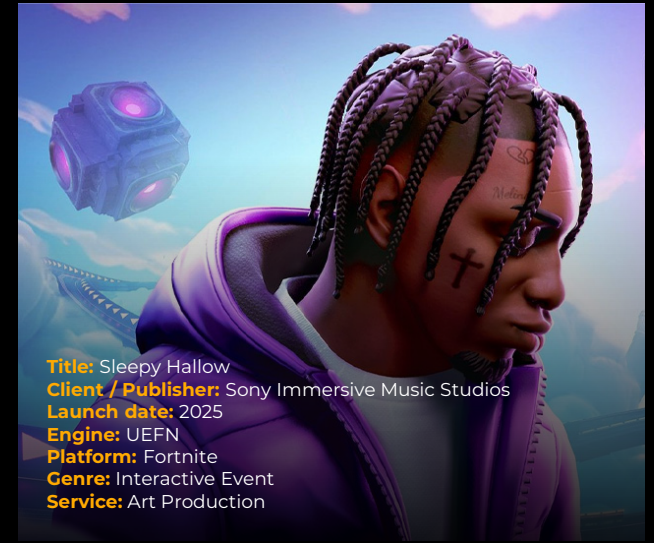 Melina
Title: Sleepy Hallow
Client / Publisher: Sony Immersive Music Studios
Launch date: 2025
Engine: UEFN
Platform: Fortnite
Genre: Interactive Event
Service: Art Production